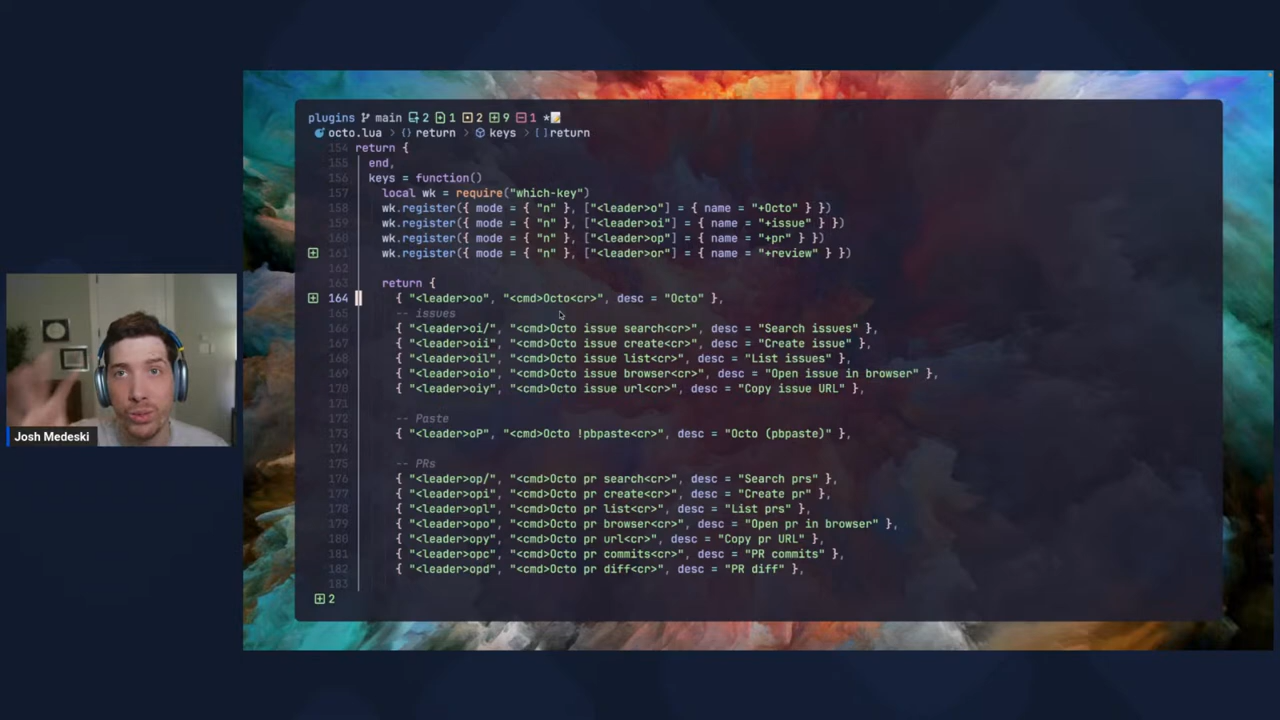 plugins main 2 1 2 9 1 *
octo.lua > {} return > keys > [] return
154 return {
155 end,
156 keys = function()
157 local wk = require("which-key")
158 wk.register({ mode = { "n" }, ["<leader>o"] = { name = "+Octo" } })
159 wk.register({ mode = { "n" }, ["<leader>oi"] = { name = "+issue" } })
160 wk.register({ mode = { "n" }, ["<leader>op"] = { name = "+pr" } })
161 wk.register({ mode = { "n" }, ["<leader>or"] = { name = "+review" } })
162
163 return {
164 { "<leader>oo", "<cmd>Octo<cr>", desc = "Octo" },
165 -- issues
166 { "<leader>oi/", "<cmd>Octo issue search<cr>", desc = "Search issues" },
167 { "<leader>oii", "<cmd>Octo issue create<cr>", desc = "Create issue" },
168 { "<leader>oil", "<cmd>Octo issue list<cr>", desc = "List issues" },
169 { "<leader>oio", "<cmd>Octo issue browser<cr>", desc = "Open issue in browser" },
170 { "<leader>oiy", "<cmd>Octo issue url<cr>", desc = "Copy issue URL" },
171
172 -- Paste
173 { "<leader>oP", "<cmd>Octo !pbpaste<cr>", desc = "Octo (pbpaste)" },
174
175 -- PRs
176 { "<leader>op/", "<cmd>Octo pr search<cr>", desc = "Search prs" },
177 { "<leader>opi", "<cmd>Octo pr create<cr>", desc = "Create pr" },
178 { "<leader>opl", "<cmd>Octo pr list<cr>", desc = "List prs" },
179 { "<leader>opo", "<cmd>Octo pr browser<cr>", desc = "Open pr in browser" },
180 { "<leader>opy", "<cmd>Octo pr url<cr>", desc = "Copy pr URL" },
181 { "<leader>opc", "<cmd>Octo pr commits<cr>", desc = "PR commits" },
182 { "<leader>opd", "<cmd>Octo pr diff<cr>", desc = "PR diff" },
183
2
Josh Medeski